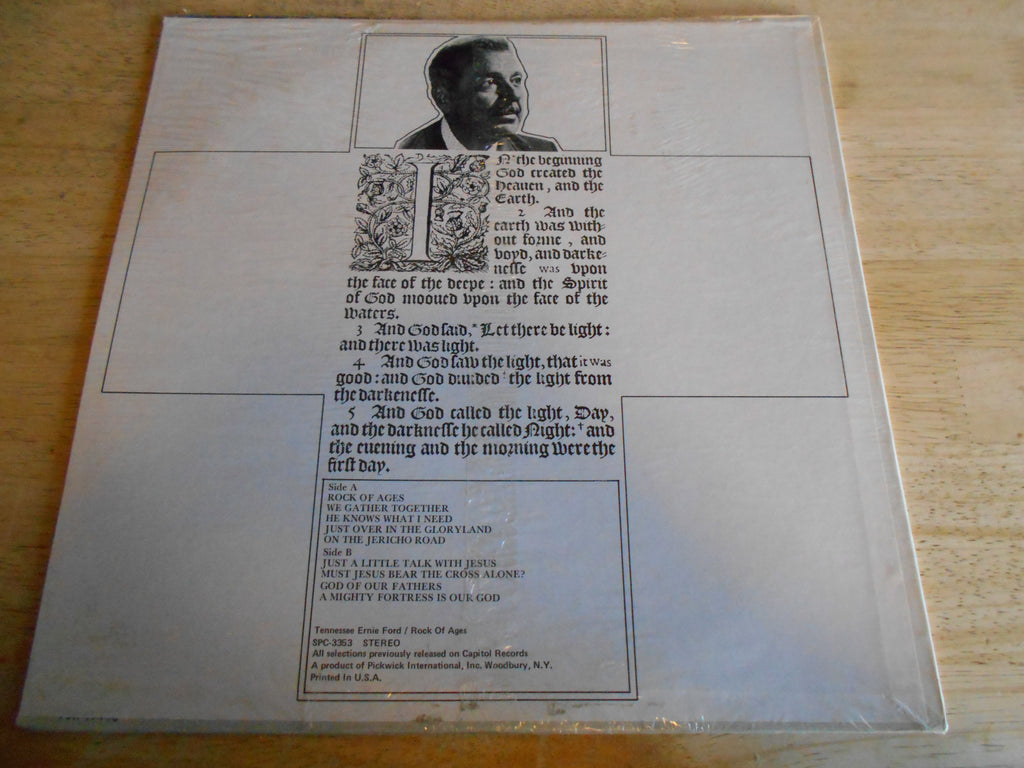 IN the beginning
God created the
Heauen, and the
Earth.
2 And the
earth was with-
out forme, and
voyd, and darke-
nesse was vpon
the face of the deepe: and the Spirit
of God mooued vpon the face of the
waters.
3 And God said,* Let there be light:
and there was light.
4 And God saw the light, that it was
good: and God diuided the light from
the darkenesse.
5 And God called the light, Day,
and the darknesse he called Night:† and
the euening and the morning were the
first day.
Side A
ROCK OF AGES
WE GATHER TOGETHER
HE KNOWS WHAT I NEED
JUST OVER IN THE GLORYLAND
ON THE JERICHO ROAD
Side B
JUST A LITTLE TALK WITH JESUS
MUST JESUS BEAR THE CROSS ALONE?
GOD OF OUR FATHERS
A MIGHTY FORTRESS IS OUR GOD
Tennessee Ernie Ford / Rock Of Ages
SPC-3353 STEREO
All selections previously released on Capitol Records
A product of Pickwick International, Inc. Woodbury, N.Y.
Printed In U.S.A.